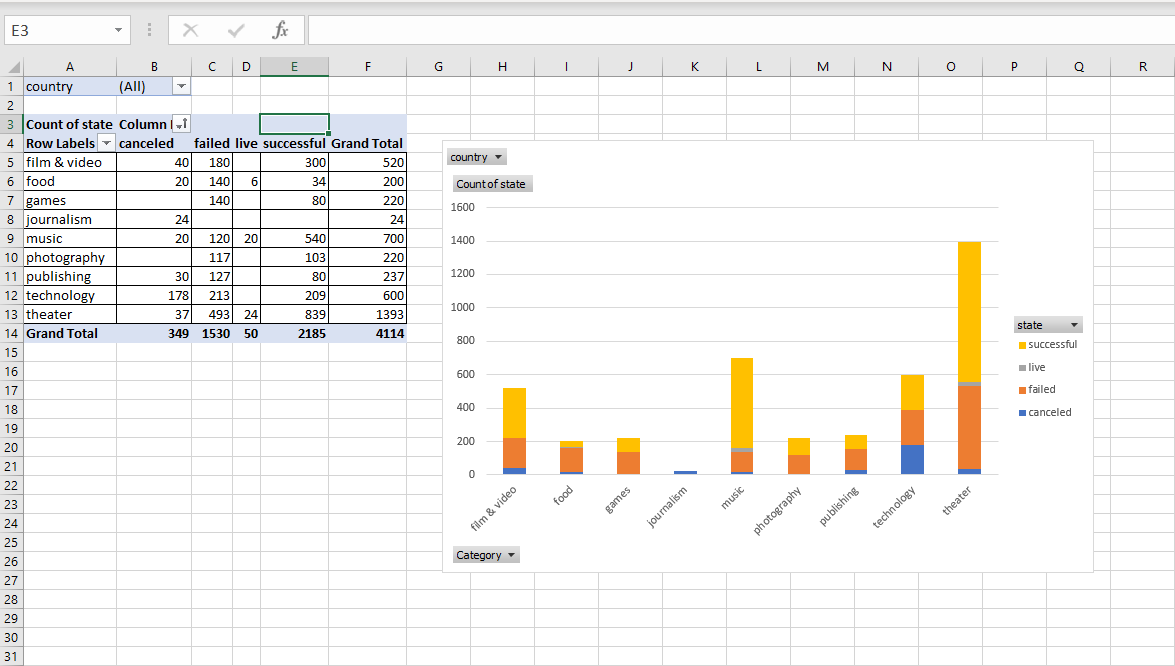 E3 fx
A B C D E F G H I J K L M N O P Q R
1 country (All)
2
3 Count of state Column
4 Row Labels canceled failed live successful Grand Total
5 film & video 40 180 300 520
6 food 20 140 6 34 200
7 games 140 80 220
8 journalism 24 24
9 music 20 120 20 540 700
10 photography 117 103 220
11 publishing 30 127 80 237
12 technology 178 213 209 600
13 theater 37 493 24 839 1393
14 Grand Total 349 1530 50 2185 4114
15
16
17
18
19
20
21
22
23
24
25
26
27
28
29
30
31
country
Count of state
1600
1400
1200
1000
800
600
400
200
0
film & video food games journalism music photography publishing technology theater
Category
state
successful
live
failed
canceled